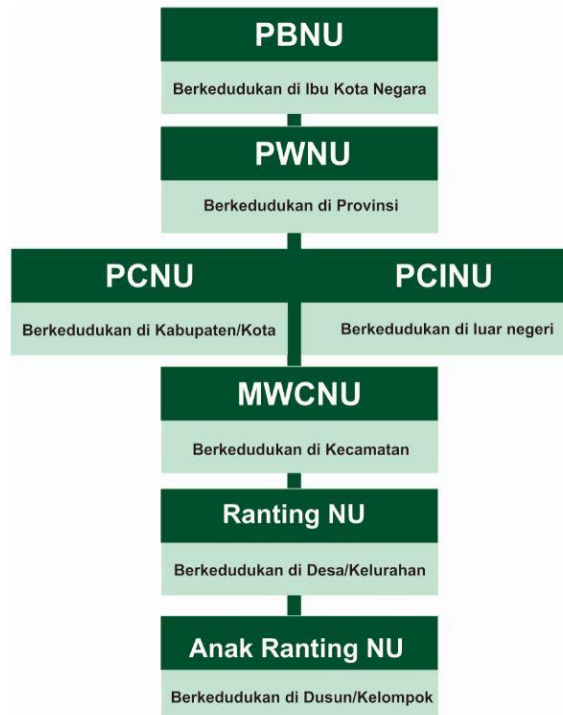 PBNU
Berkedudukan di Ibu Kota Negara
PWNU
Berkedudukan di Provinsi
PCNU
Berkedudukan di Kabupaten/Kota
PCINU
Berkedudukan di luar negeri
MWCNU
Berkedudukan di Kecamatan
Ranting NU
Berkedudukan di Desa/Kelurahan
Anak Ranting NU
Berkedudukan di Dusun/Kelompok